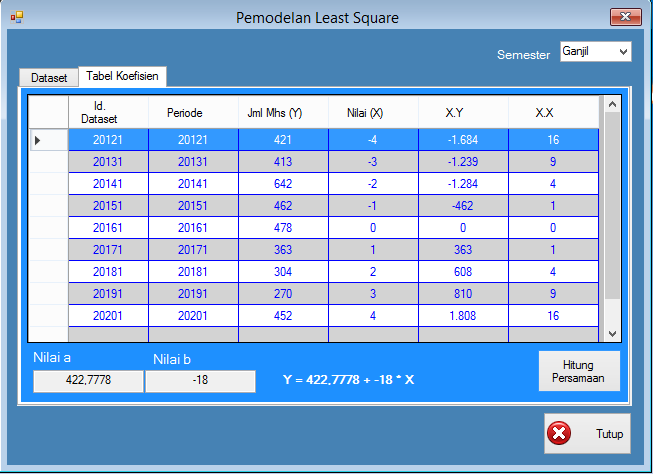 Pemodelan Least Square
Semester Ganjil
Dataset Tabel Koefisien
Id. Dataset Periode Jml Mhs (Y) Nilai (X) X.Y X.X
20121 20121 421 -4 -1.684 16
20131 20131 413 -3 -1.239 9
20141 20141 642 -2 -1.284 4
20151 20151 462 -1 -462 1
20161 20161 478 0 0 0
20171 20171 363 1 363 1
20181 20181 304 2 608 4
20191 20191 270 3 810 9
20201 20201 452 4 1.808 16
Nilai a Nilai b
422,7778 -18 Y = 422,7778 + -18 * X
Hitung
Persamaan
Tutup